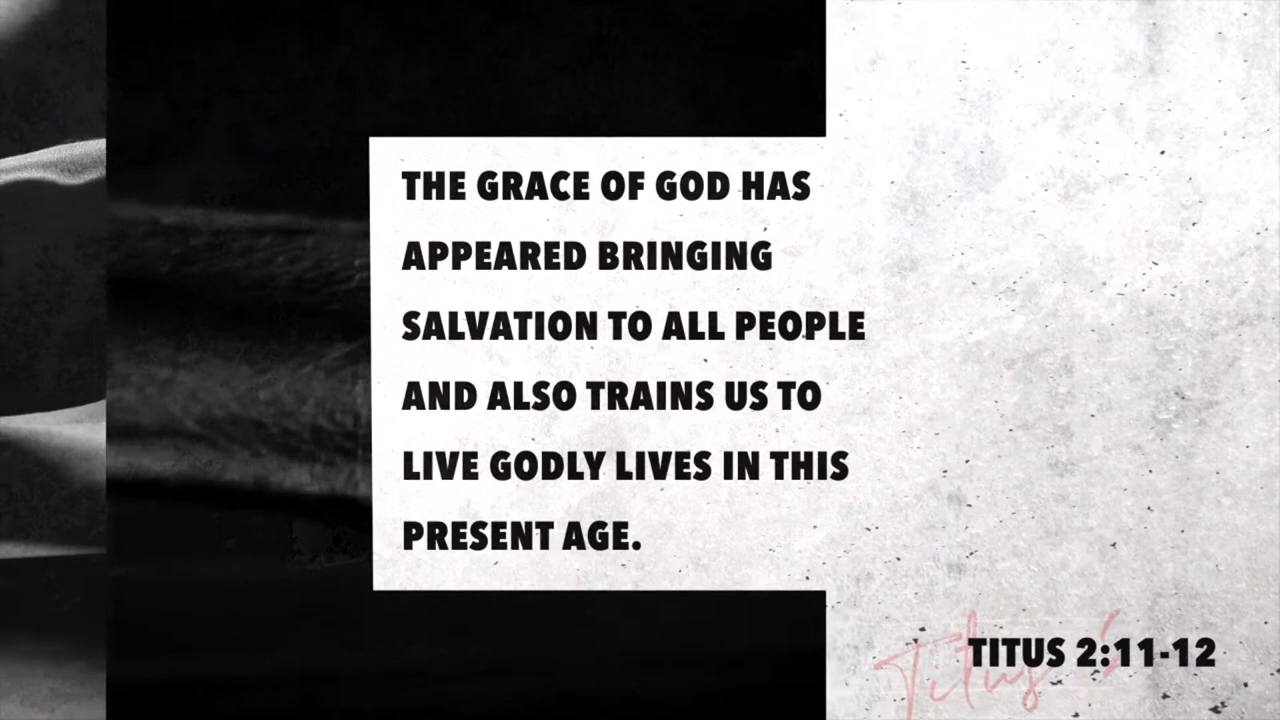 THE GRACE OF GOD HAS
APPEARED BRINGING
SALVATION TO ALL PEOPLE
AND ALSO TRAINS US TO
LIVE GODLY LIVES IN THIS
PRESENT AGE.
TITUS 2:11-12
Titus